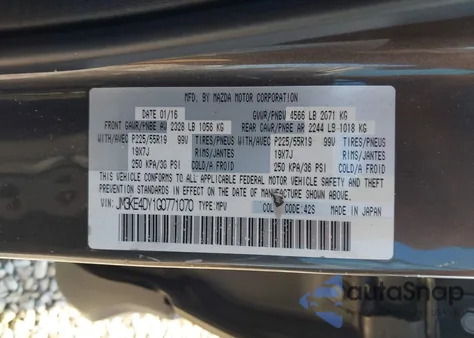 MFD. BY MAZDA MOTOR CORPORATION
DATE 01/16 GVWR/PNBV 4566 LB 2071 KG
FRONT GAWR/PNBE AV 2328 LB 1056 KG REAR GAWR/PNBE AR 2244 LB 1018 KG
WITH/AVEC P225/55R19 99V TIRES/PNEUS WITH/AVEC P225/55R19 99V TIRES/PNEUS
19X7J RIMS/JANTES 19X7J RIMS/JANTES
250 KPA/36 PSI COLD/A FROID 250 KPA/36 PSI COLD/A FROID
THIS VEHICLE CONFORMS TO ALL APPLICABLE FEDERAL MOTOR VEHICLE SAFETY AND THEFT PREVENTION
STANDARDS IN EFFECT ON THE DATE OF MANUFACTURE SHOWN ABOVE.
VIN: JM3KE4DY1G0771070 TYPE:MPV CODE:42S MADE IN JAPAN
autoSnap